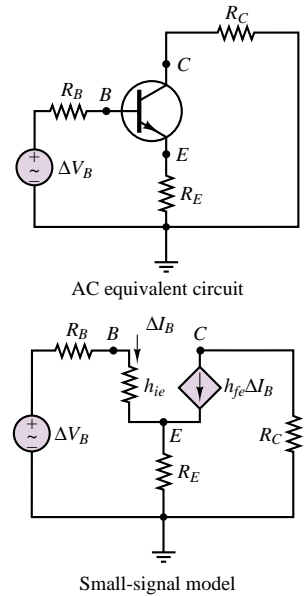 R_C
C
R_B B
+
~
−
ΔV_B
E
R_E
AC equivalent circuit
R_B B ΔI_B C
h_ie h_feΔI_B
+
~
−
ΔV_B
E
R_C
R_E
Small-signal model